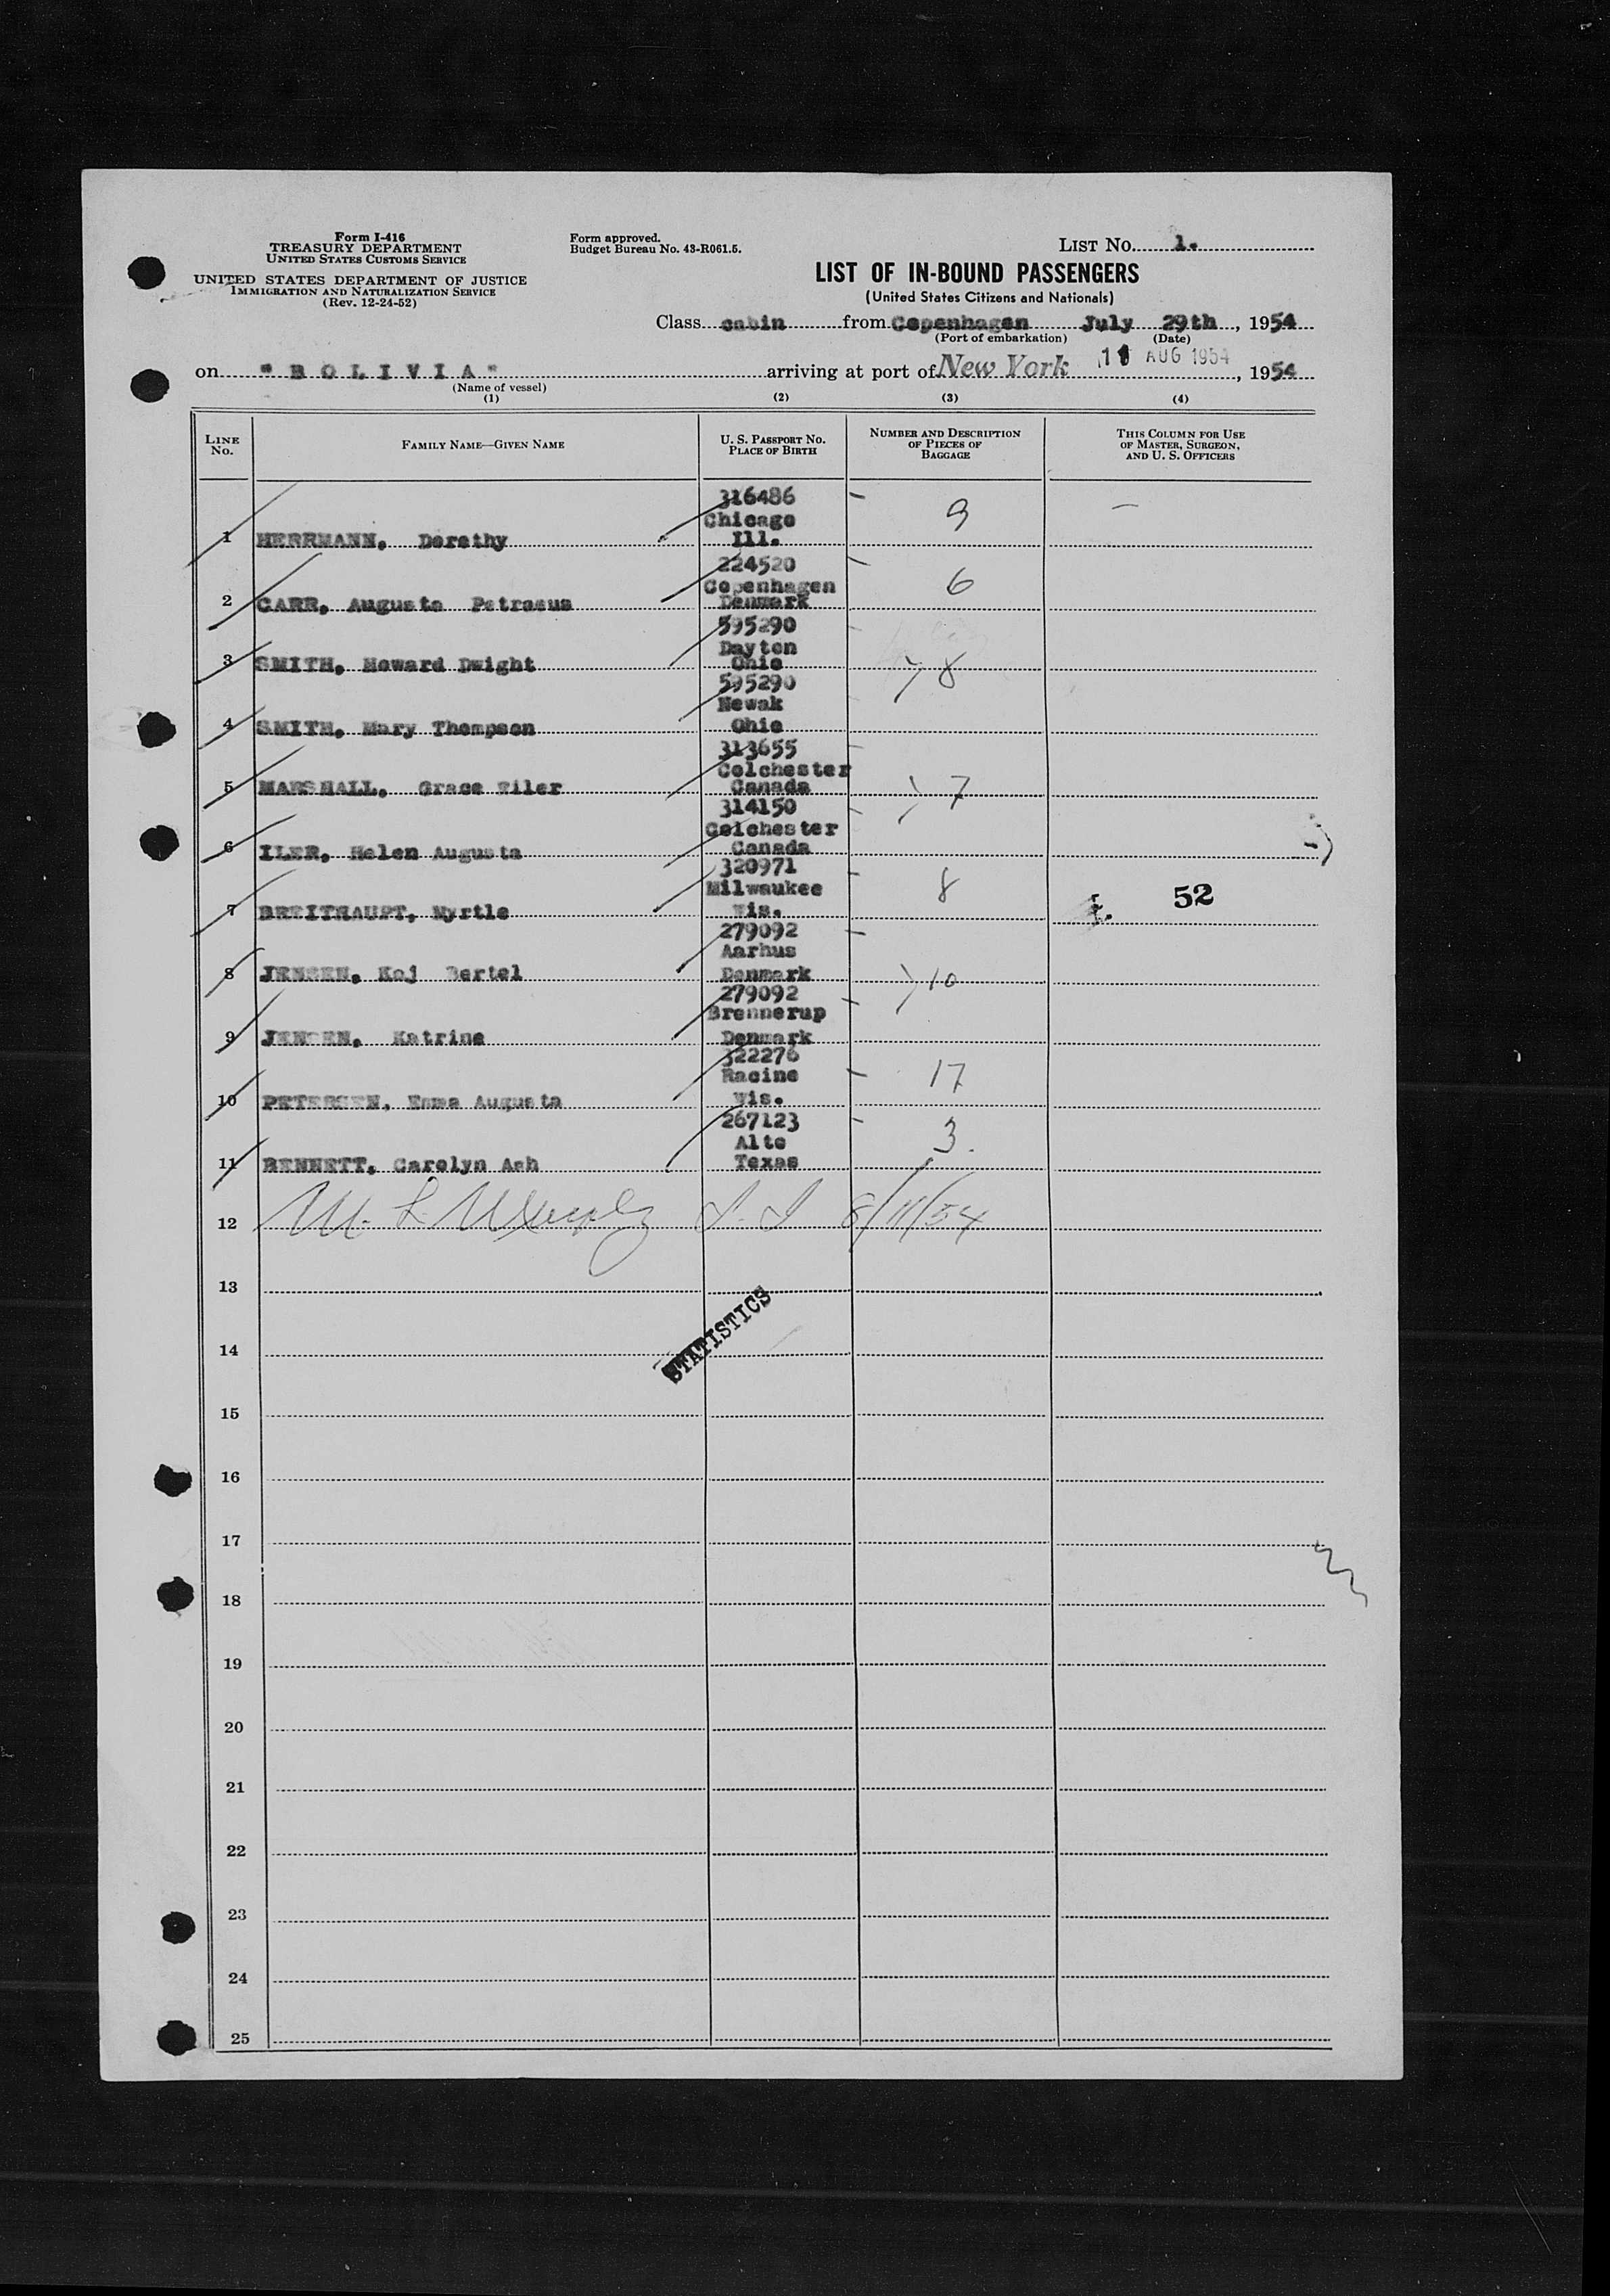 Form I-416
TREASURY DEPARTMENT
UNITED STATES CUSTOMS SERVICE
UNITED STATES DEPARTMENT OF JUSTICE
IMMIGRATION AND NATURALIZATION SERVICE
(Rev. 12-24-52)
Form approved.
Budget Bureau No. 43-R061.5.
LIST No. 1.
LIST OF IN-BOUND PASSENGERS
(United States Citizens and Nationals)
Class cabin from Copenhagen July 29th, 1954
(Port of embarkation) (Date)
on "BOLIVIA" arriving at port of New York 11 AUG 1954, 1954
(Name of vessel)
(1) (2) (3) (4)
LINE No. FAMILY NAME—GIVEN NAME U. S. PASSPORT NO. PLACE OF BIRTH NUMBER AND DESCRIPTION OF PIECES OF BAGGAGE THIS COLUMN FOR USE OF MASTER, SURGEON, AND U. S. OFFICERS
316486
Chicago 9 —
1 HERRMANN, Dorothy Ill.
224520
Copenhagen 6
2 CARR, Augusta Petraeus Denmark
595290
Dayton
3 SMITH, Howard Dwight Ohio 8
595290
Newak
4 SMITH, Mary Thompson Ohio
313655
Colchester
5 MARSHALL, Grace Wiler Canada 7
314150
Colchester
6 ILER, Helen Augusta Canada
320971
Milwaukee 8 52
7 BREITHAUPT, Myrtle Wis.
279092
Aarhus
8 JENSEN, Kaj Bertel Denmark 10
279092
Brennerup
9 JENSEN, Katrine Denmark
322276
Racine 17
10 PETERSEN, Emma Augusta Wis.
267123
Alto 3.
11 BENNETT, Carolyn Ash Texas
12 M. L. 8/11/54
13
STATISTICS
14
15
16
17
18
19
20
21
22
23
24
25